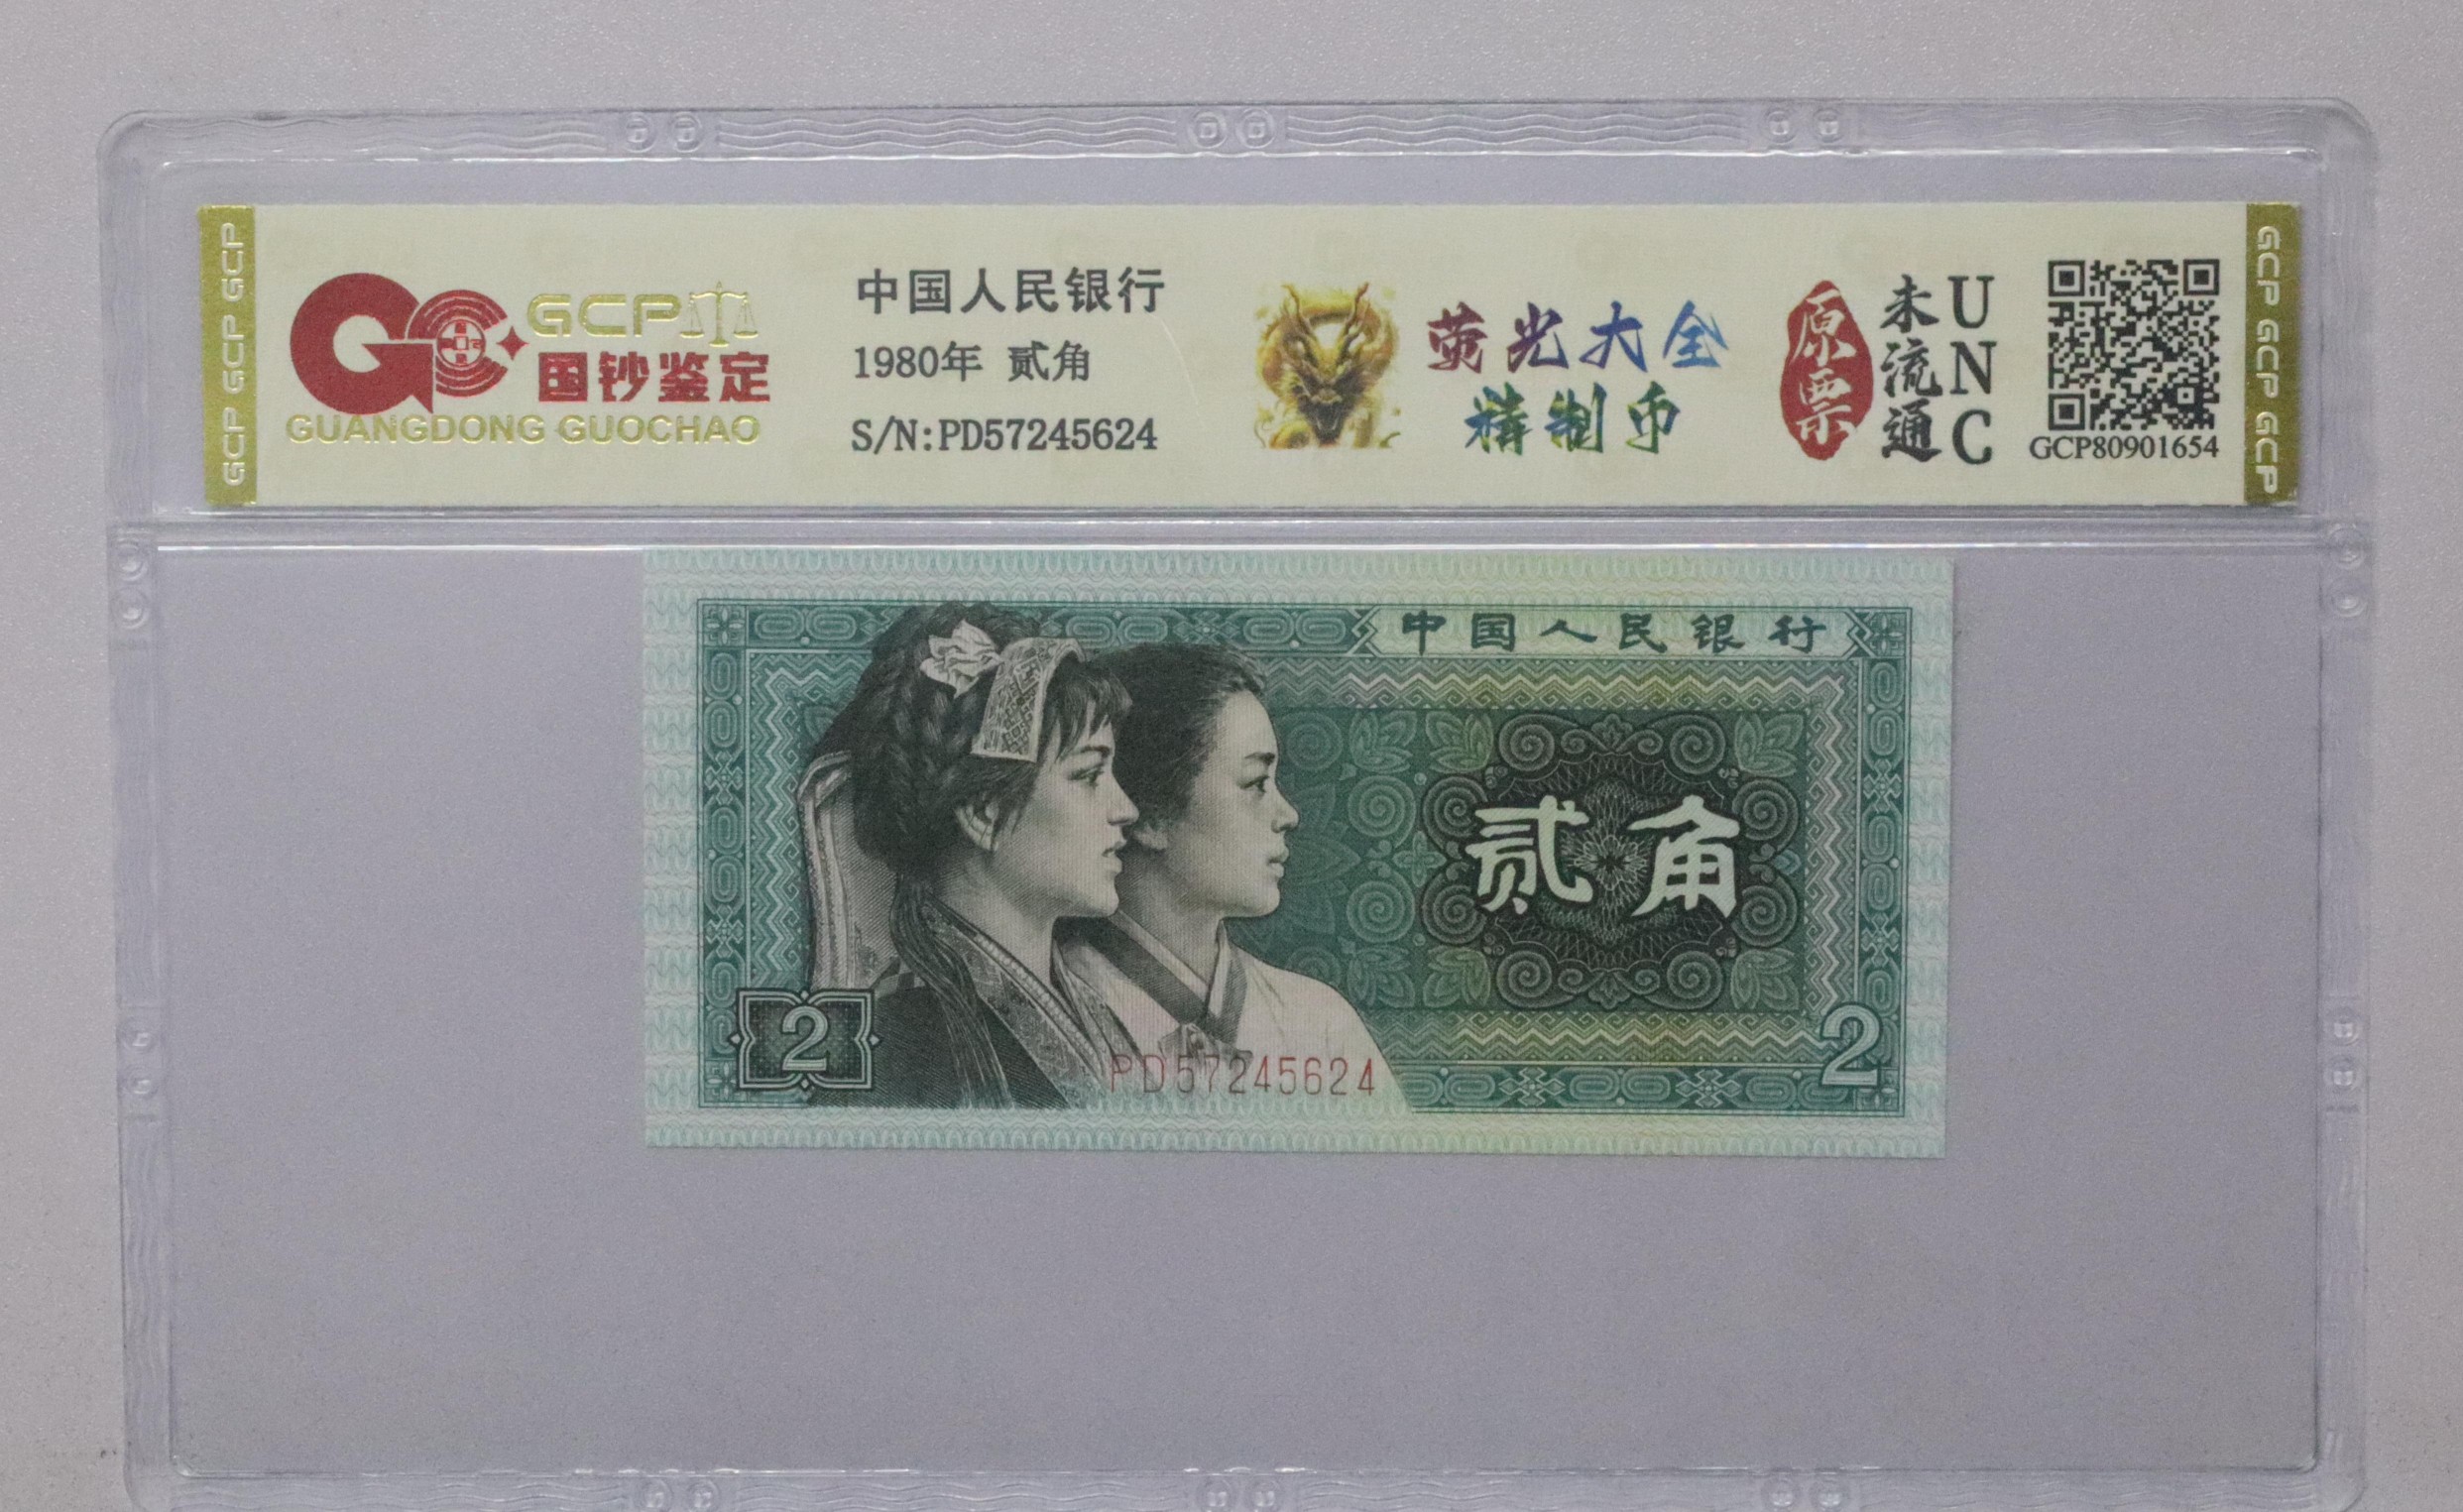 GCP GCP GCP
GCP
国钞鉴定
GUANGDONG GUOCHAO
中国人民银行
1980年 贰角
S/N:PD57245624
荧光大全
精制币
原票
未流通
UNC
GCP80901654
GCP GCP GCP
中国人民银行
贰角
2
PD57245624
2